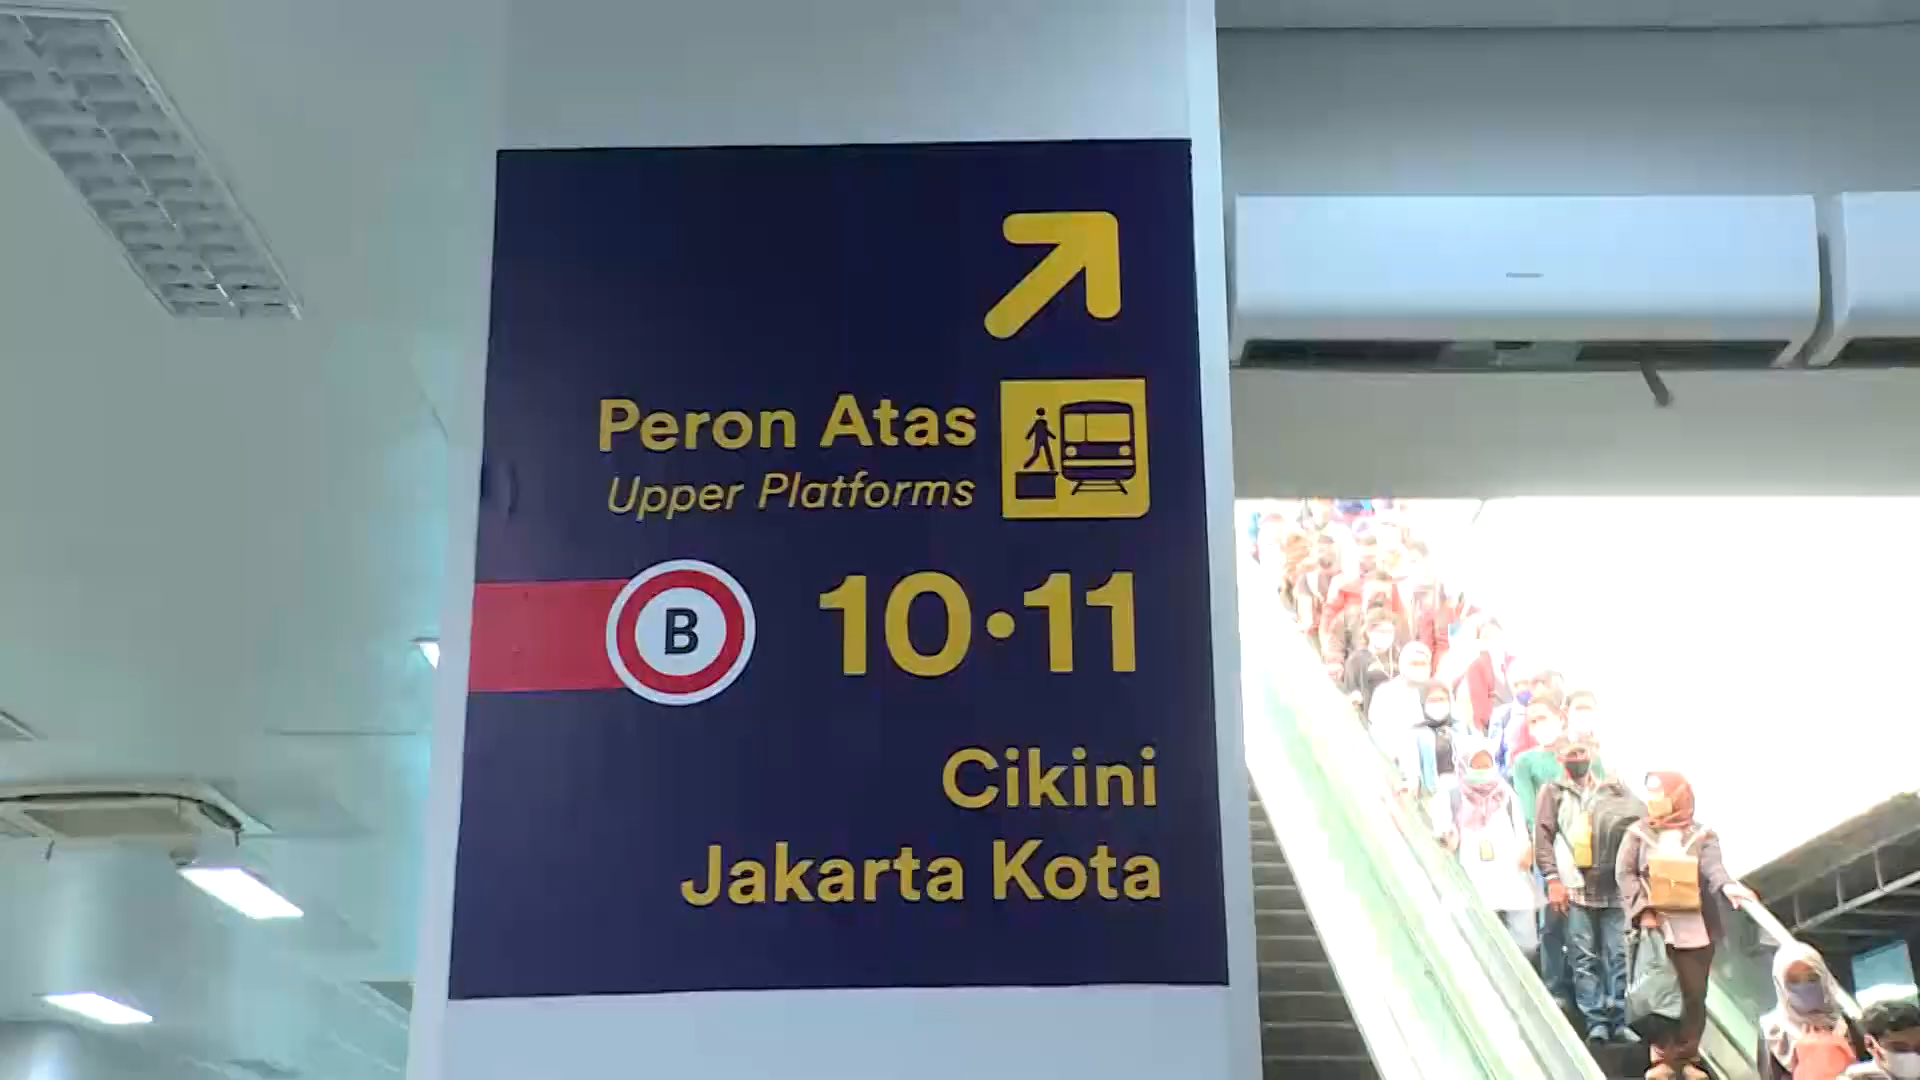 Peron Atas
Upper Platforms
B 10•11
Cikini
Jakarta Kota